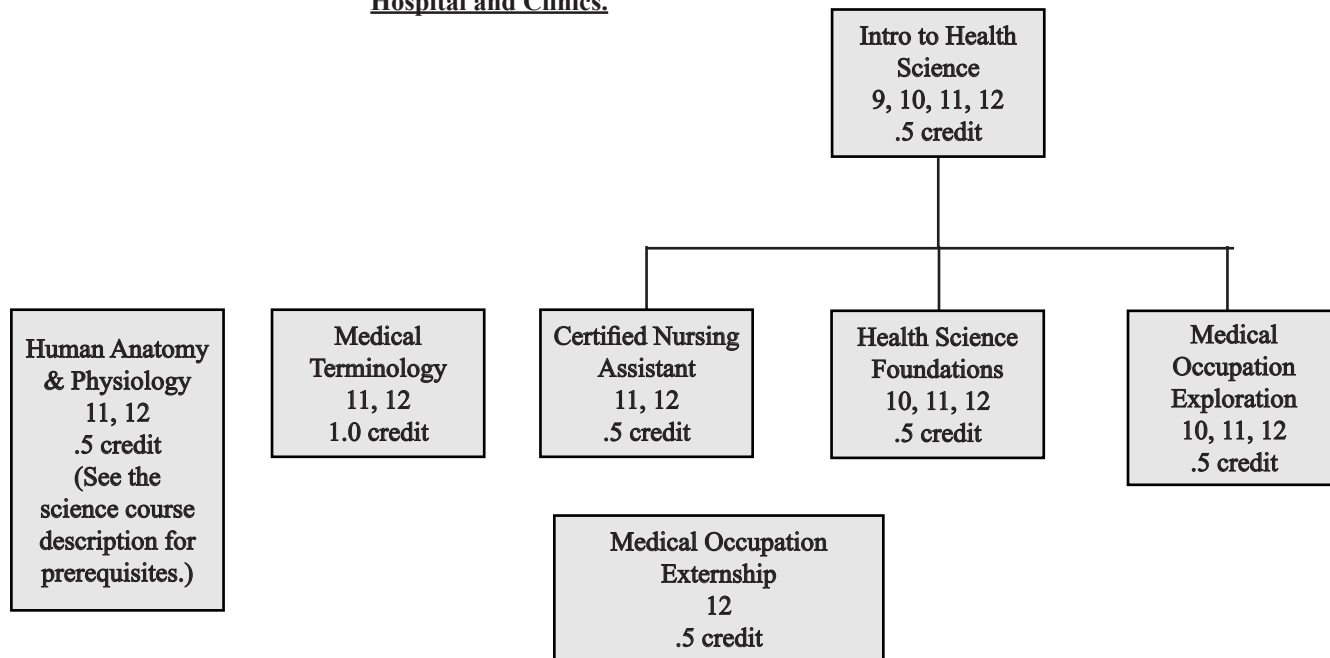 Hospital and Clinics.
Intro to Health
Science
9, 10, 11, 12
.5 credit
Human Anatomy
& Physiology
11, 12
.5 credit
(See the
science course
description for
prerequisites.)
Medical
Terminology
11, 12
1.0 credit
Certified Nursing
Assistant
11, 12
.5 credit
Health Science
Foundations
10, 11, 12
.5 credit
Medical
Occupation
Exploration
10, 11, 12
.5 credit
Medical Occupation
Externship
12
.5 credit